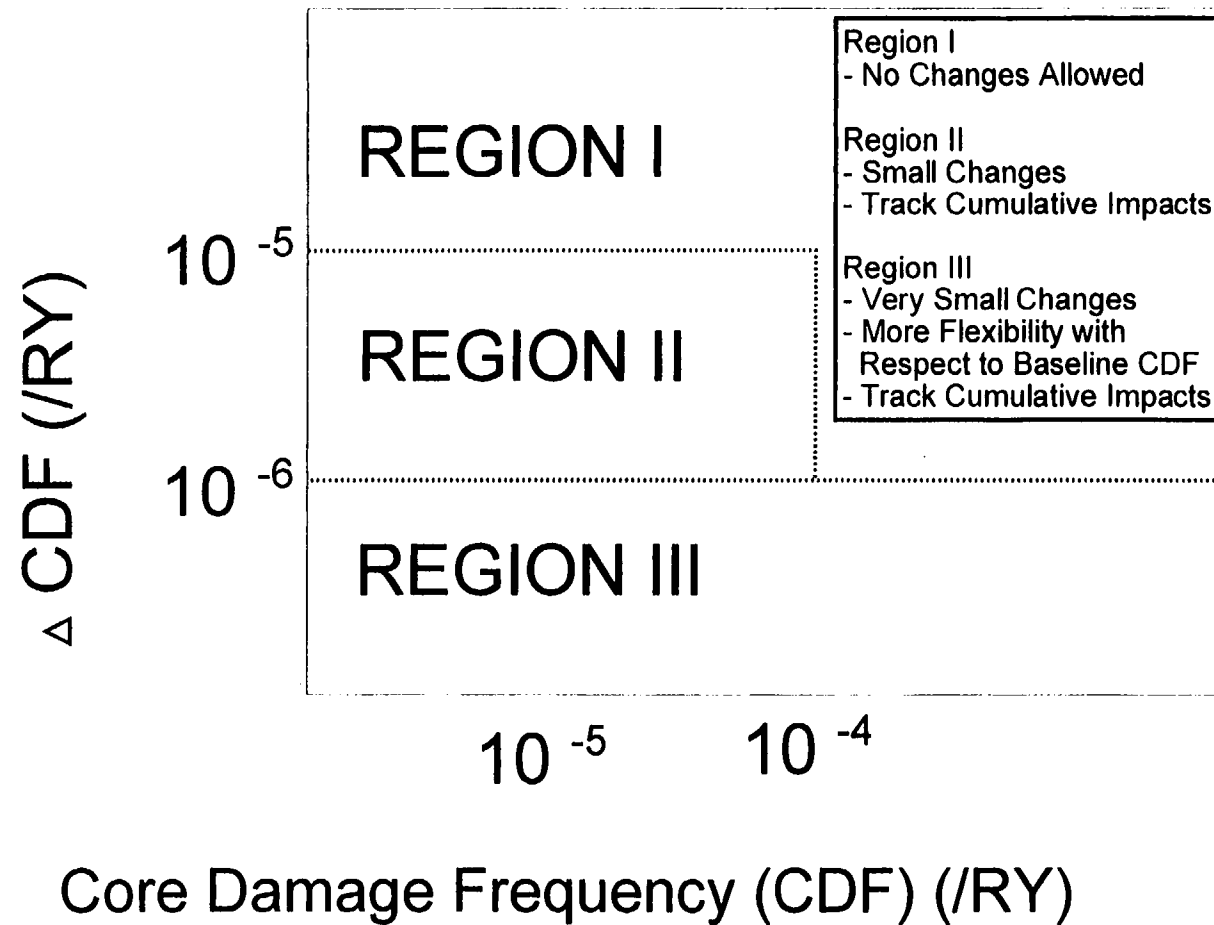 Region I
- No Changes Allowed
Region II
- Small Changes
- Track Cumulative Impacts
Region III
- Very Small Changes
- More Flexibility with
Respect to Baseline CDF
- Track Cumulative Impacts
REGION I
10 -5
REGION II
10 -6
REGION III
△ CDF (/RY)
10 -5
10 -4
Core Damage Frequency (CDF) (/RY)